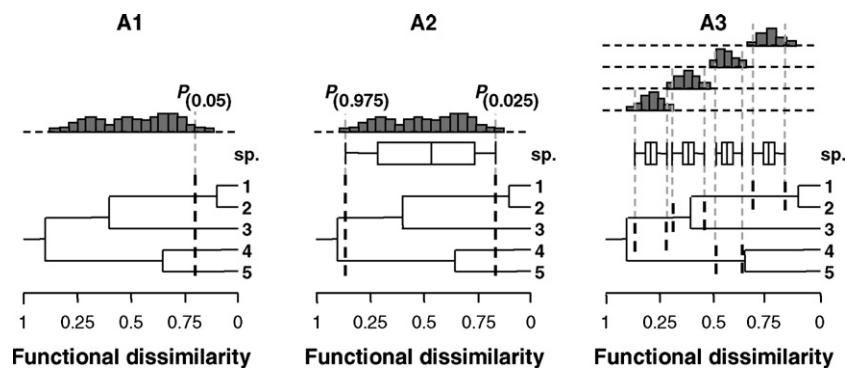 A1
A2
A3
P(0.05)
P(0.975)
P(0.025)
sp.
1
2
3
4
5
sp.
1
2
3
4
5
sp.
1
2
3
4
5
1 0.25 0.5 0.75 0
1 0.25 0.5 0.75 0
1 0.25 0.5 0.75 0
Functional dissimilarity
Functional dissimilarity
Functional dissimilarity